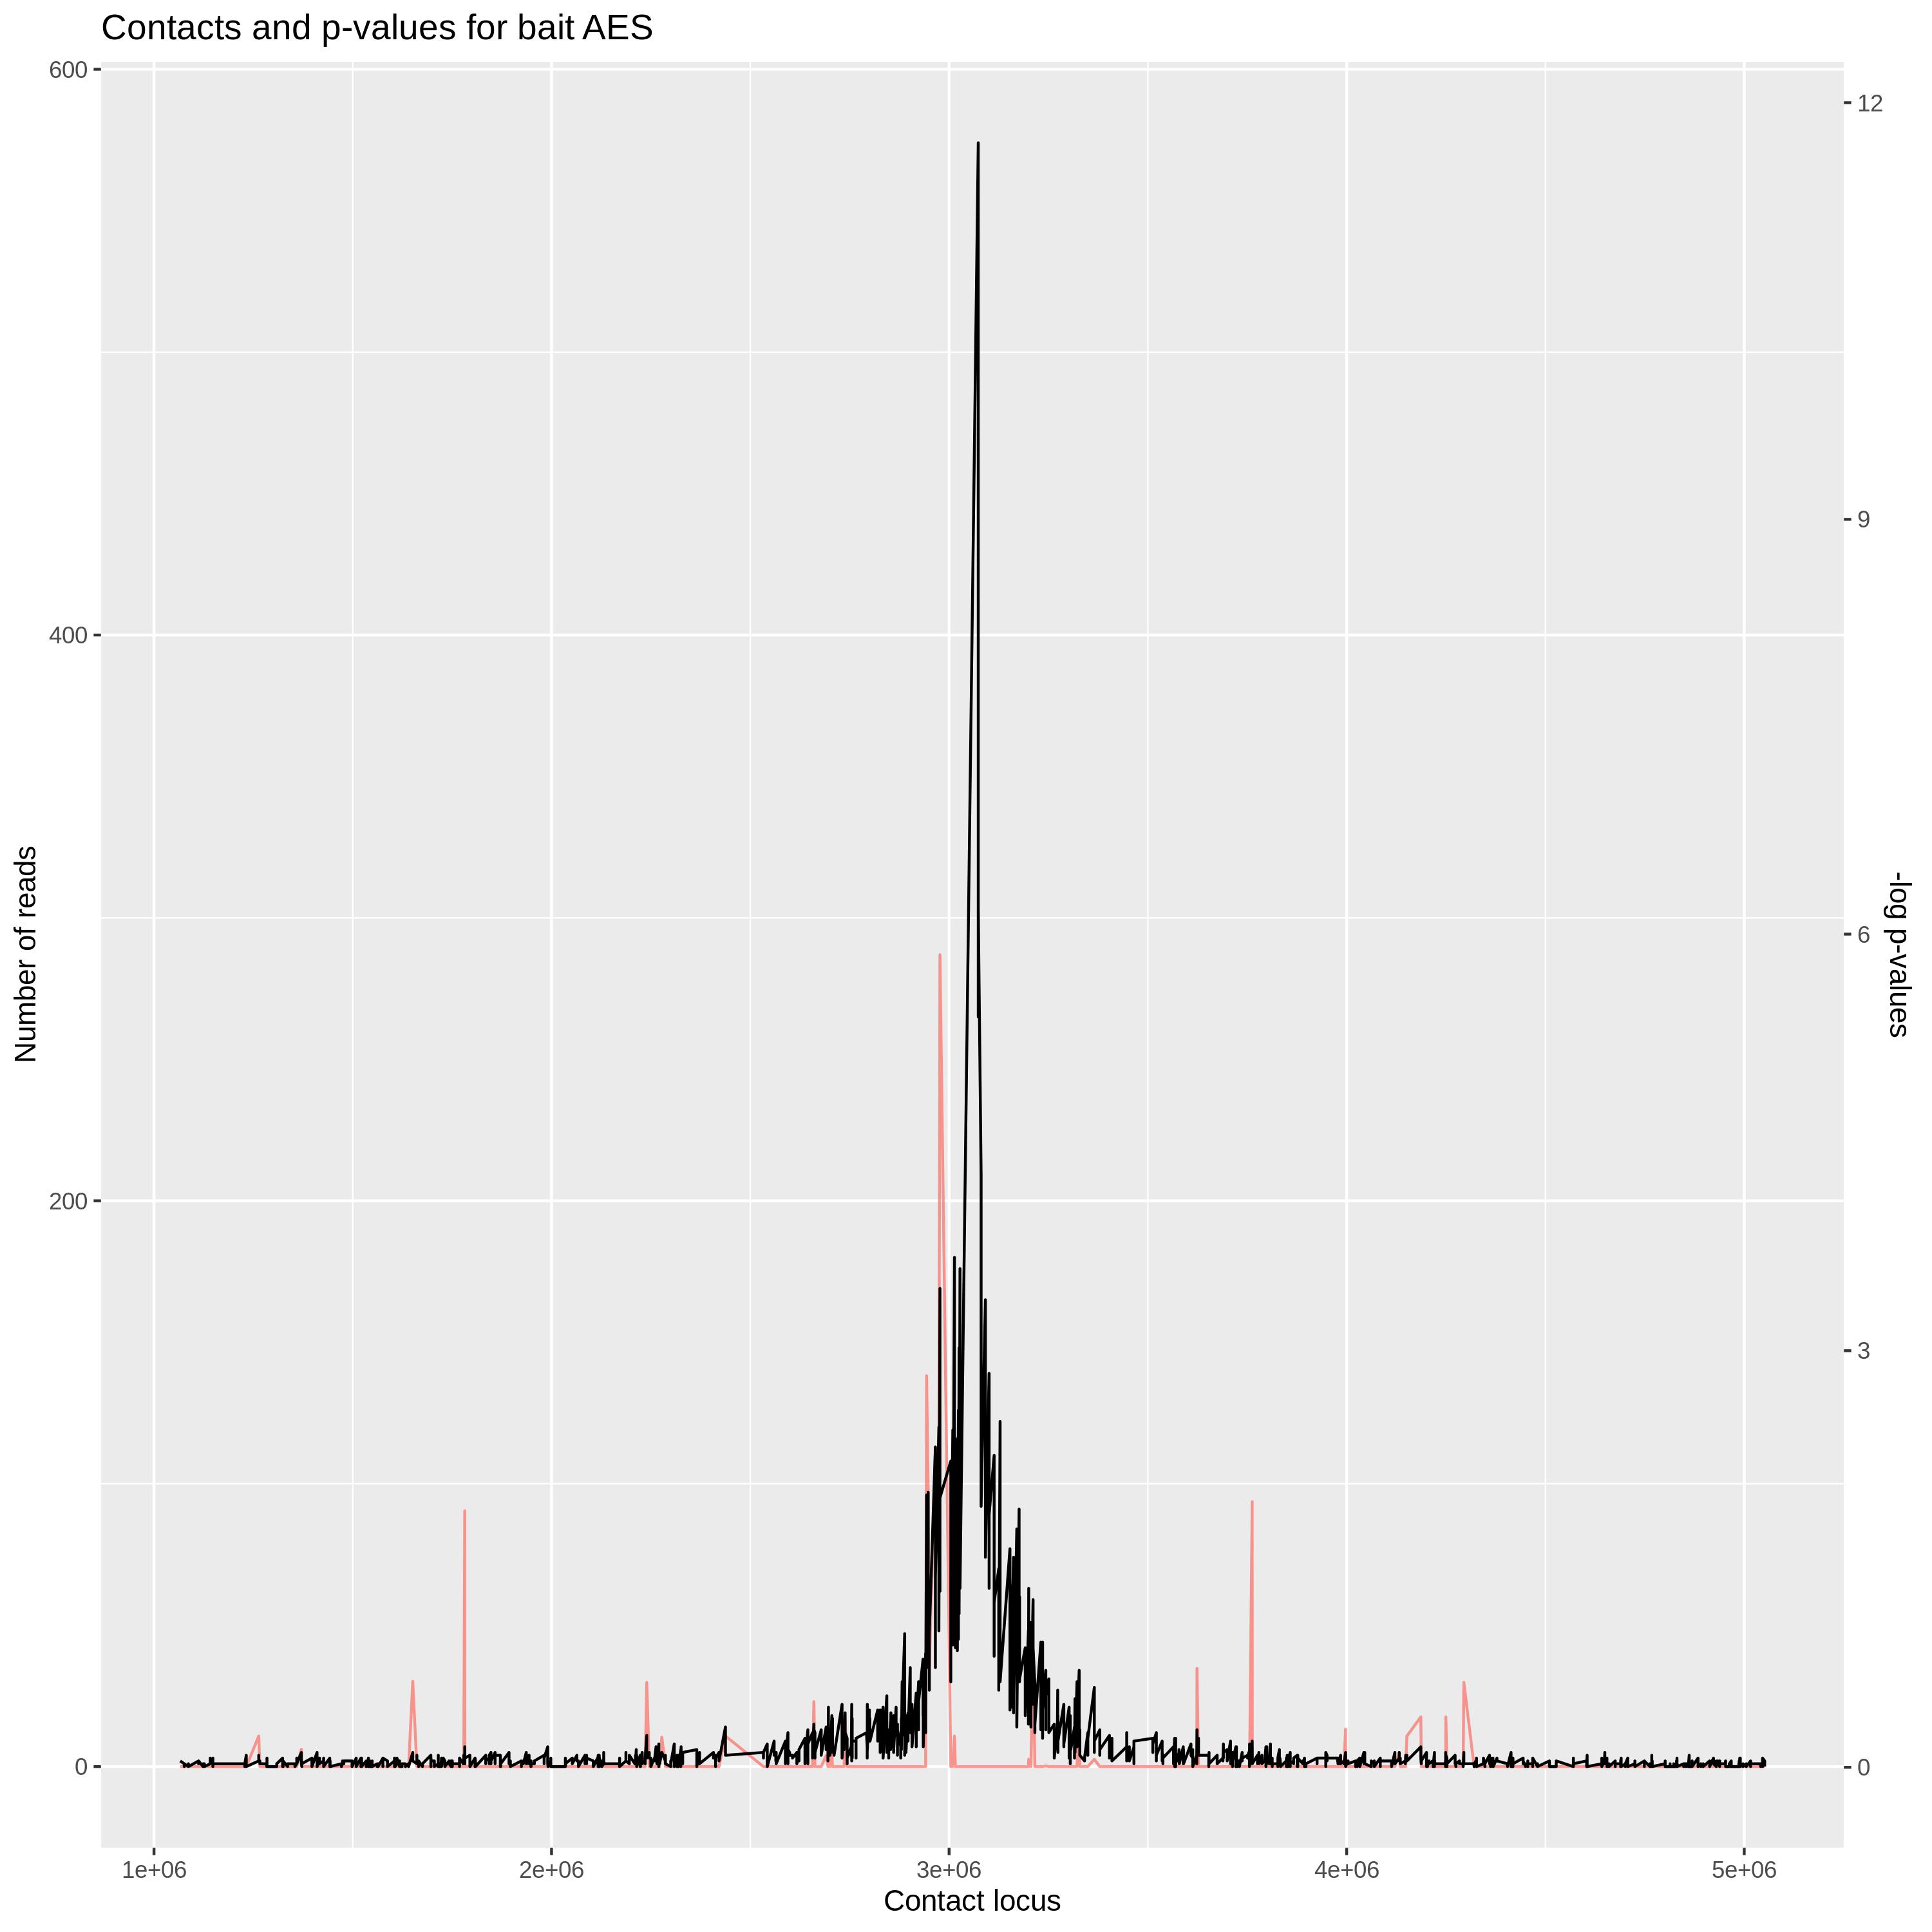 Contacts and p-values for bait AES
600
400
200
0
Number of reads
12
9
6
3
0
-log p-values
1e+06
2e+06
3e+06
4e+06
5e+06
Contact locus